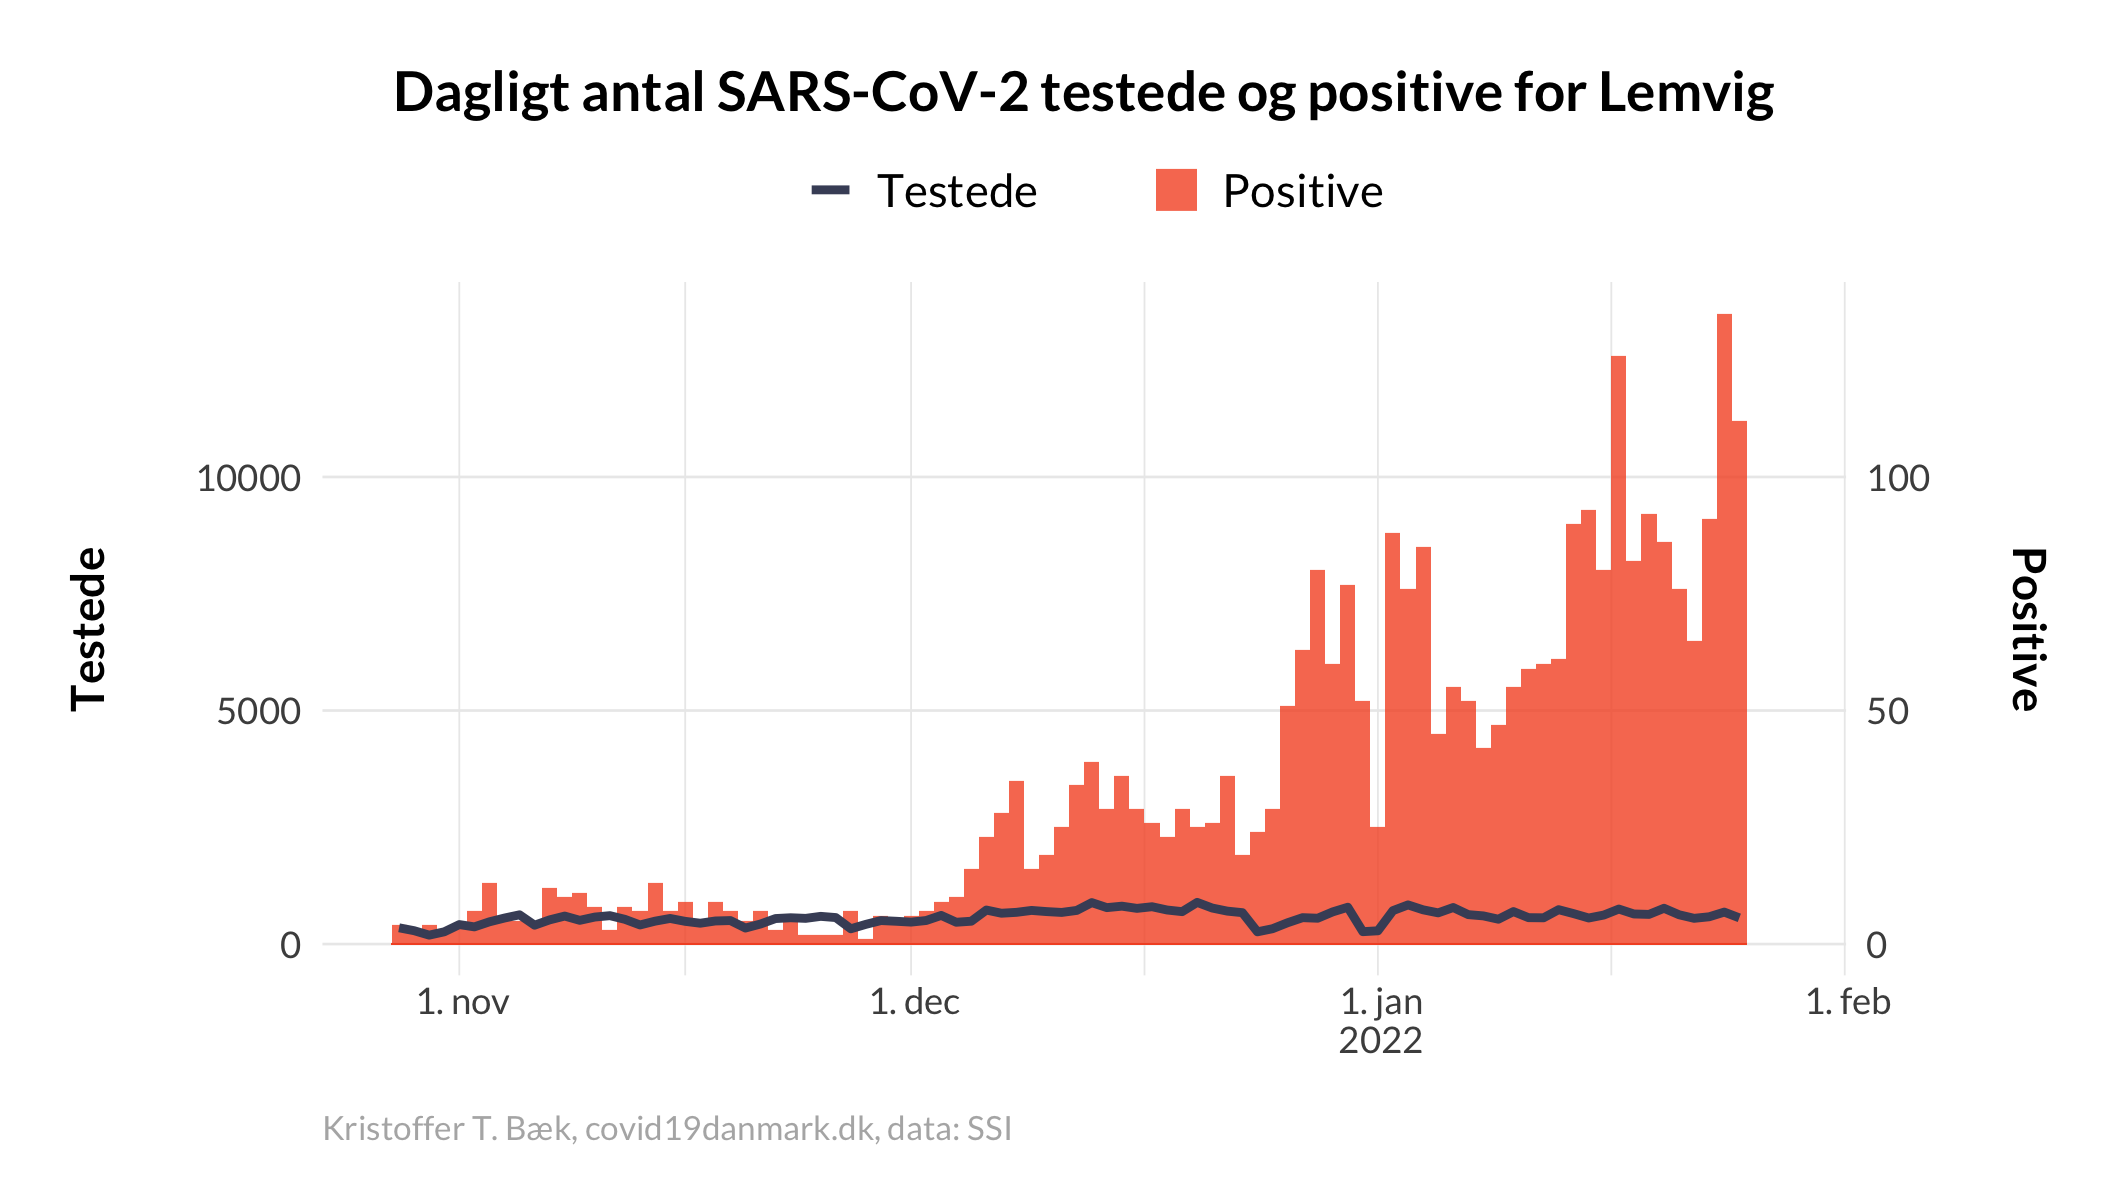 Dagligt antal SARS-CoV-2 testede og positive for Lemvig
Testede
Positive
Testede
10000
5000
0
100
50
0
Positive
1. nov
1. dec
1. jan
2022
1. feb
Kristoffer T. Bæk, covid19danmark.dk, data: SSI